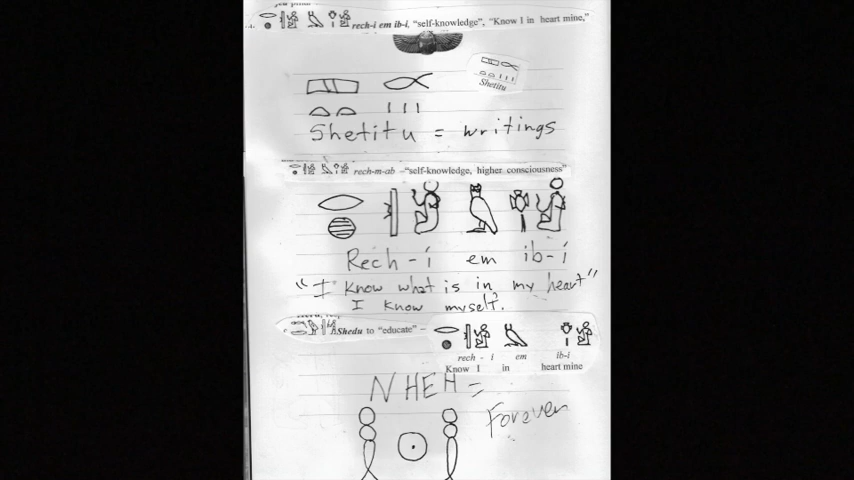 rech-i em ib-i, “self-knowledge”, “Know I in heart mine,”
Shetitu
Shetitu = writings
rech-m-ab –“self-knowledge, higher consciousness”
Rech-i em ib-i
“I know what is in my heart”
I know myself.
Shedu to “educate” –
rech - i em ib-i
Know I in heart mine
NHEH =
Forever